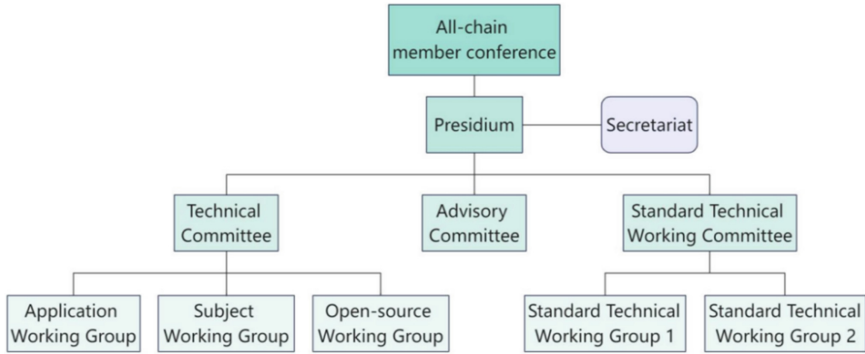 All-chain
member conference
Presidium
Secretariat
Technical
Committee
Advisory
Committee
Standard Technical
Working Committee
Application
Working Group
Subject
Working Group
Open-source
Working Group
Standard Technical
Working Group 1
Standard Technical
Working Group 2